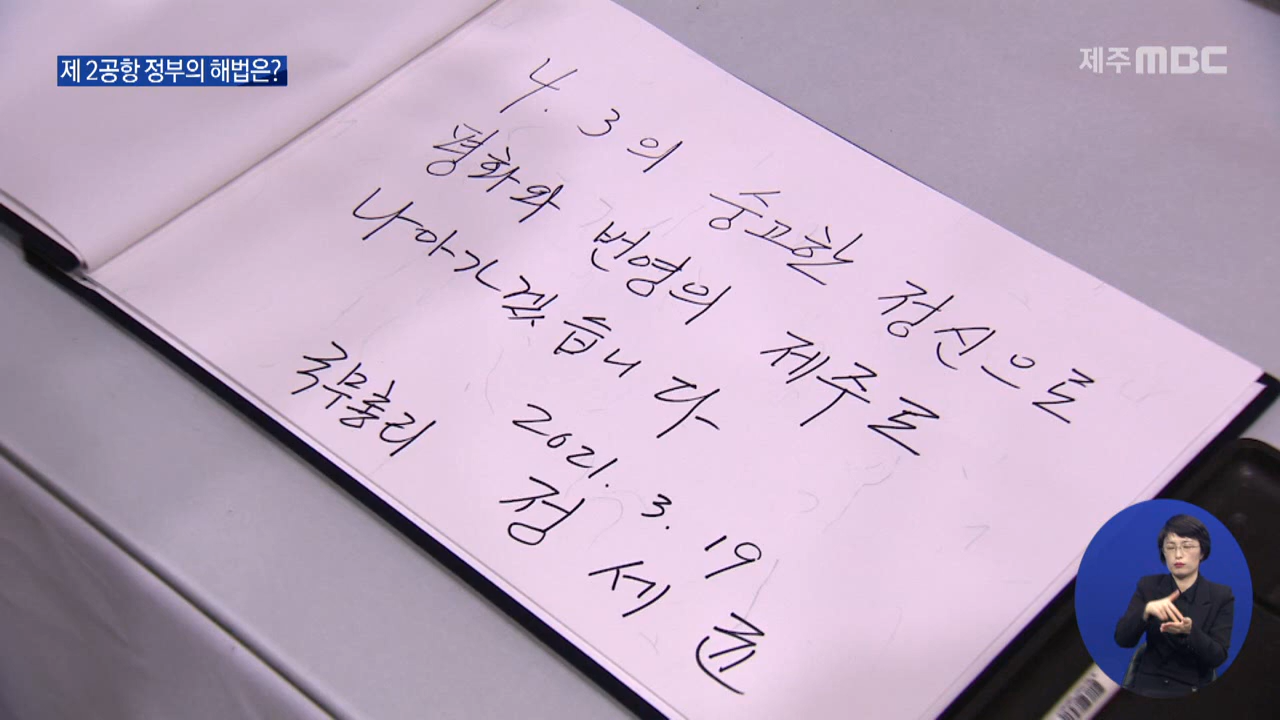 제 2공항 정부의 해법은?
제주MBC
4. 3의 숭고한 정신으로
평화와 번영의 제주로
나아가겠습니다
2021. 3. 19
국무총리 정 세 균